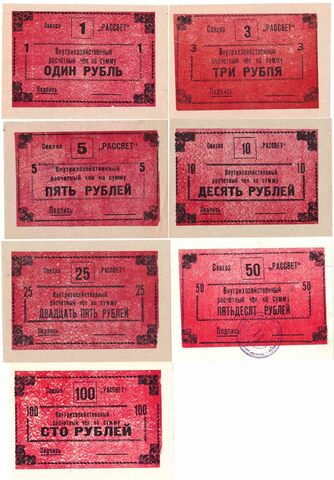 Совхоз 1 "РАССВЕТ"
1 Внутрихозяйственный 1
расчетный чек на сумму
ОДИН РУБЛЬ
Подпись
Совхоз 3 "РАССВЕТ"
3 Внутрихозяйственный 3
расчетный чек на сумму
ТРИ РУБЛЯ
Подпись
Совхоз 5 "РАССВЕТ"
5 Внутрихозяйственный 5
расчетный чек на сумму
ПЯТЬ РУБЛЕЙ
Подпись
Совхоз 10 "РАССВЕТ"
10 Внутрихозяйственный 10
расчетный чек на сумму
ДЕСЯТЬ РУБЛЕЙ
Подпись
Совхоз 25 "РАССВЕТ"
25 Внутрихозяйственный 25
расчетный чек на сумму
ДВАДЦАТЬ ПЯТЬ РУБЛЕЙ
Подпись
Совхоз 50 "РАССВЕТ"
50 Внутрихозяйственный 50
расчетный чек на сумму
ПЯТЬДЕСЯТ РУБЛЕЙ
Подпись
Совхоз 100 "РАССВЕТ"
100 Внутрихозяйственный 100
расчетный чек на сумму
СТО РУБЛЕЙ
Подпись